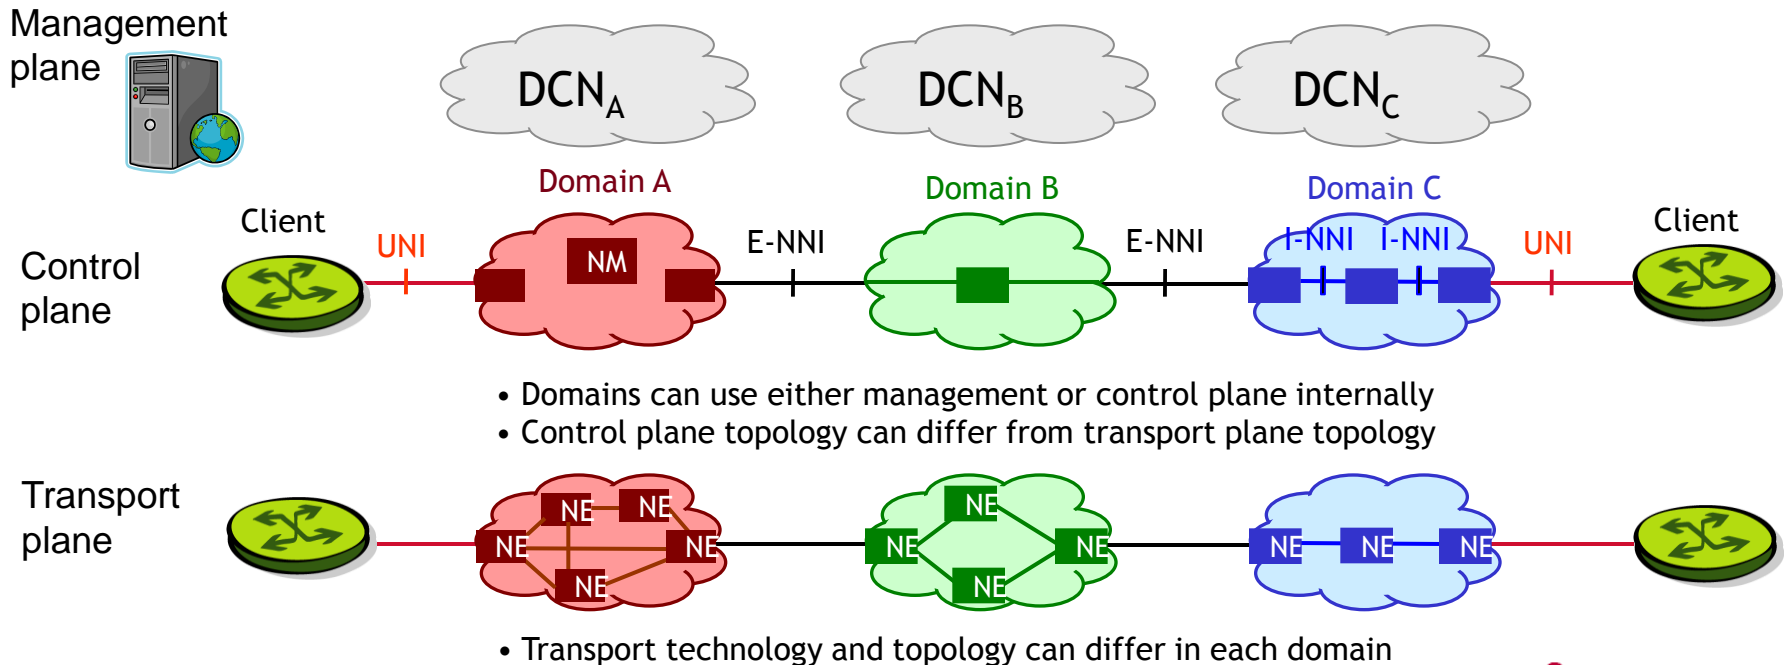 Management
plane
DCNA
DCNB
DCNC
Domain A
Domain B
Domain C
Client
UNI
NM
E-NNI
E-NNI
I-NNI
I-NNI
UNI
Client
Control
plane
• Domains can use either management or control plane internally
• Control plane topology can differ from transport plane topology
Transport
plane
NE
NE
NE
NE
NE
NE
NE
NE
NE
NE
NE
NE
• Transport technology and topology can differ in each domain